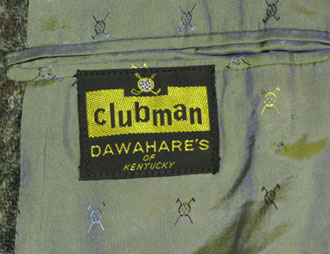 clubman
DAWAHARE'S
OF
KENTUCKY